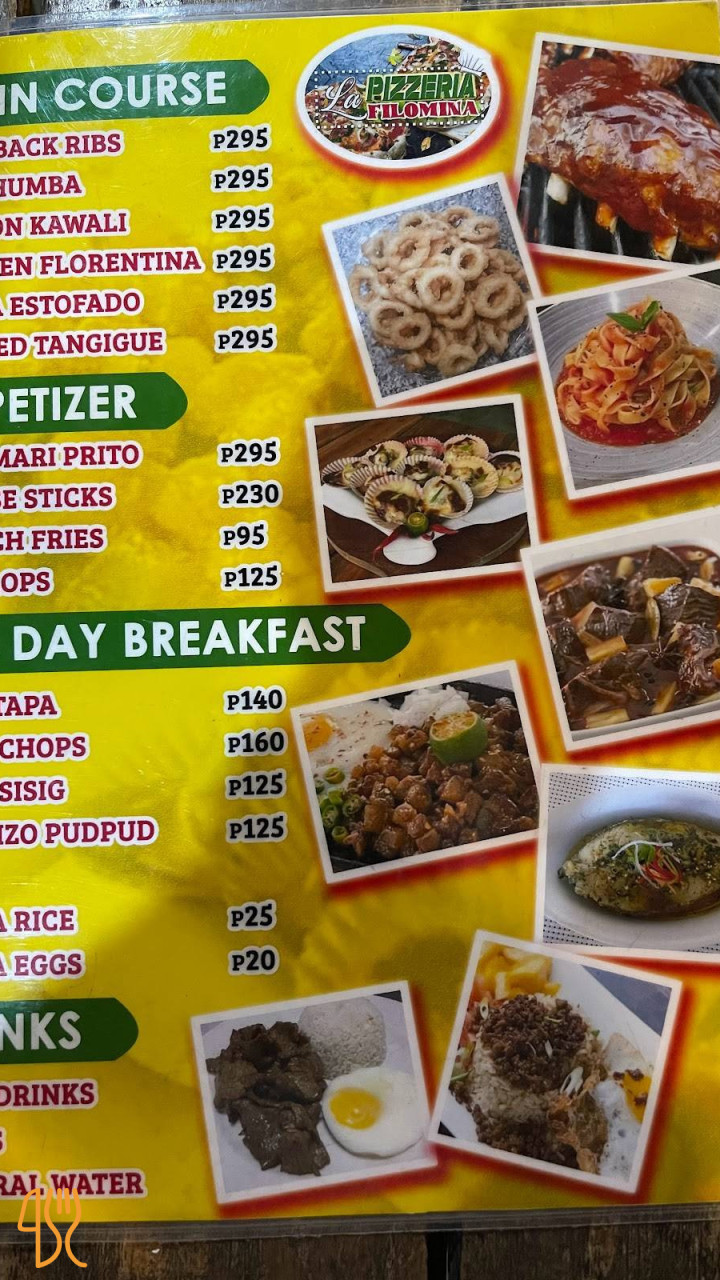 IN COURSE
BACK RIBS P295
HUMBA P295
ON KAWALI P295
EN FLORENTINA P295
A ESTOFADO P295
ED TANGIGUE P295
PETIZER
MARI PRITO P295
SE STICKS P230
CH FRIES P95
OPS P125
DAY BREAKFAST
TAPA P140
CHOPS P160
SISIG P125
IZO PUDPUD P125
A RICE P25
A EGGS P20
NKS
DRINKS
S
RAL WATER
La PIZZERIA
FILOMINA